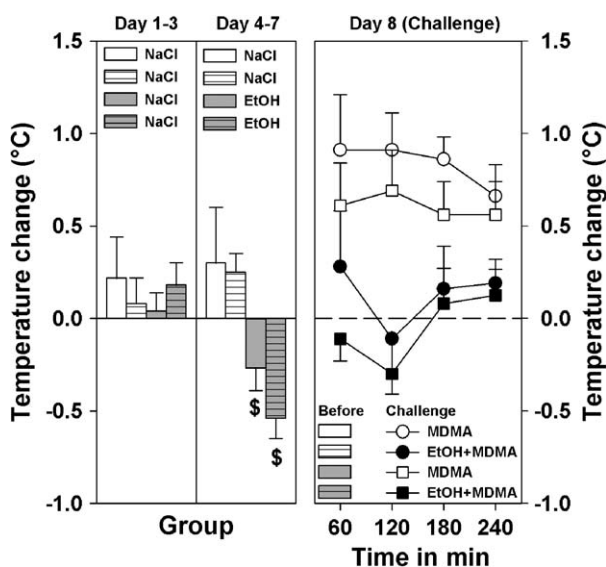 Day 1-3 Day 4-7 Day 8 (Challenge)
1.5 1.5
NaCl NaCl
NaCl NaCl
NaCl EtOH
NaCl EtOH
1.0 1.0
0.5 0.5
0.0 0.0
-0.5 -0.5
-1.0 -1.0
Temperature change (°C)
$
$
Group
Before Challenge
MDMA
EtOH+MDMA
MDMA
EtOH+MDMA
60 120 180 240
Time in min
Temperature change (°C)